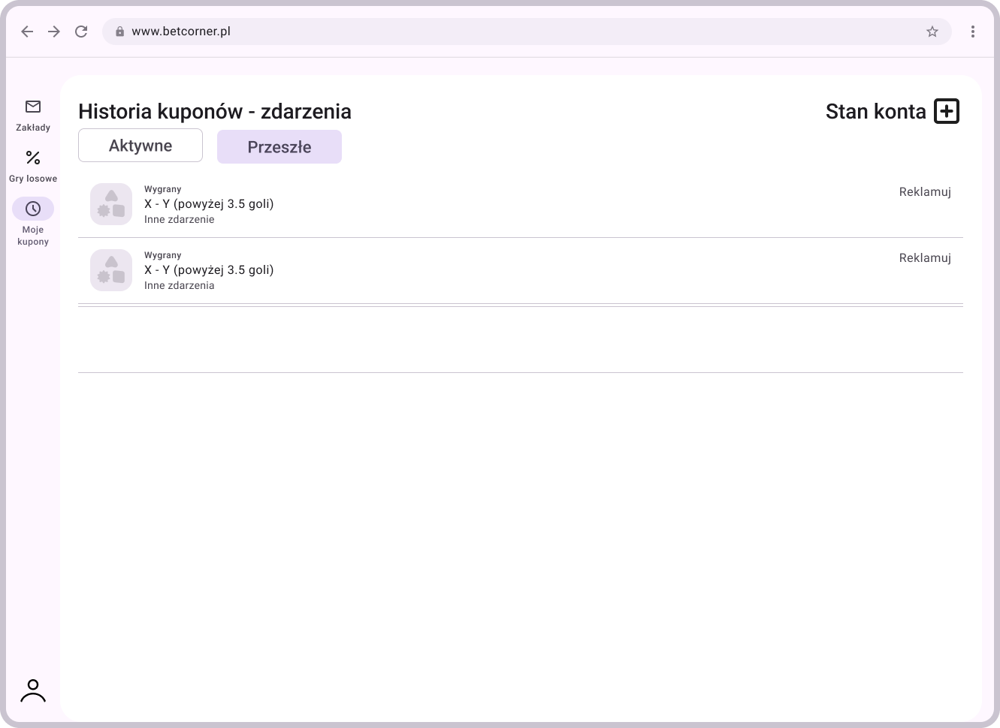 www.betcorner.pl
Historia kuponów - zdarzenia
Stan konta
Aktywne
Przeszłe
Zakłady
Gry losowe
Moje
kupony
Wygrany
X - Y (powyżej 3.5 goli)
Inne zdarzenie
Reklamuj
Wygrany
X - Y (powyżej 3.5 goli)
Inne zdarzenia
Reklamuj